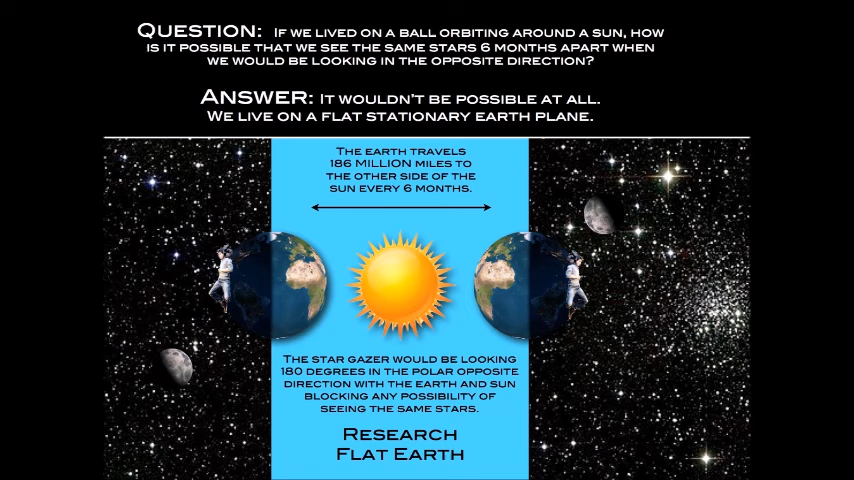 QUESTION: IF WE LIVED ON A BALL ORBITING AROUND A SUN, HOW
IS IT POSSIBLE THAT WE SEE THE SAME STARS 6 MONTHS APART WHEN
WE WOULD BE LOOKING IN THE OPPOSITE DIRECTION?
ANSWER: IT WOULDN'T BE POSSIBLE AT ALL.
WE LIVE ON A FLAT STATIONARY EARTH PLANE.
THE EARTH TRAVELS
186 MILLION MILES TO
THE OTHER SIDE OF THE
SUN EVERY 6 MONTHS.
THE STAR GAZER WOULD BE LOOKING
180 DEGREES IN THE POLAR OPPOSITE
DIRECTION WITH THE EARTH AND SUN
BLOCKING ANY POSSIBILITY OF
SEEING THE SAME STARS.
RESEARCH
FLAT EARTH